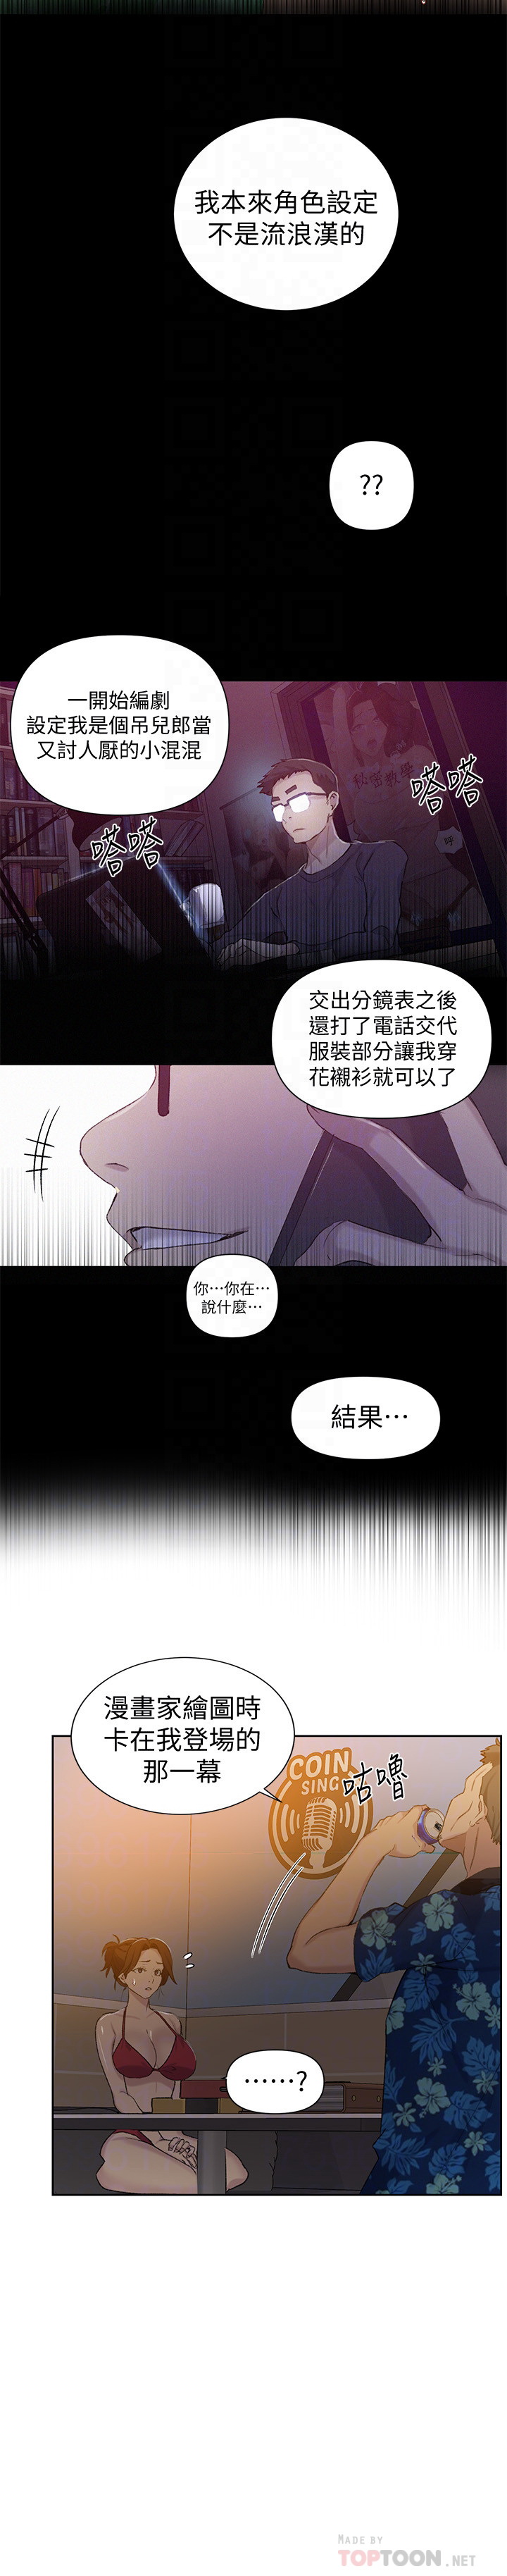 我本來角色設定
不是流浪漢的
??
一開始編劇
設定我是個吊兒郎當
又討人厭的小混混
秘密教學
呼
嗒嗒
嗒嗒
交出分鏡表之後
還打了電話交代
服裝部分讓我穿
花襯衫就可以了
你…你在…
說什麼…
結果…
漫畫家繪圖時
卡在我登場的
那一幕
COIN
SING
咕嚕
……?
MADE BY
TOPTOON.NET